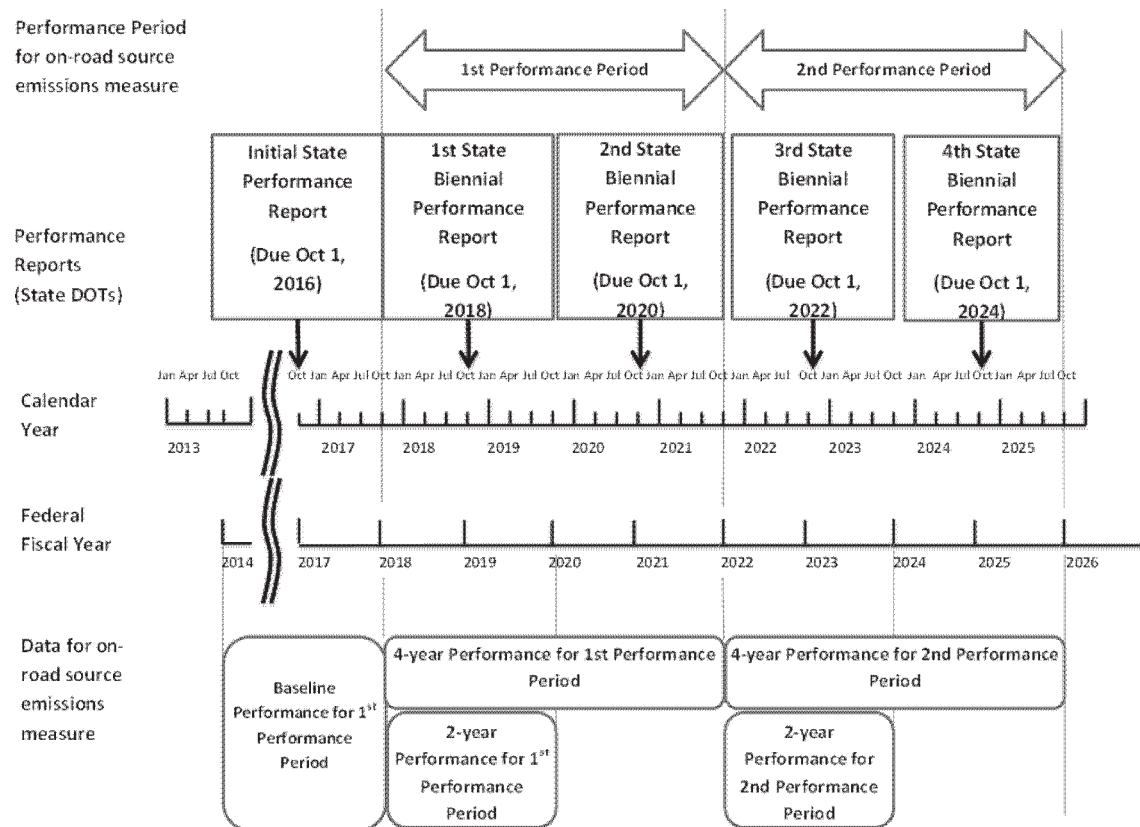 Performance Period
for on-road source
emissions measure
1st Performance Period
2nd Performance Period
Performance
Reports
(State DOTs)
Initial State
Performance
Report
(Due Oct 1,
2016)
1st State
Biennial
Performance
Report
(Due Oct 1,
2018)
2nd State
Biennial
Performance
Report
(Due Oct 1,
2020)
3rd State
Biennial
Performance
Report
(Due Oct 1,
2022)
4th State
Biennial
Performance
Report
(Due Oct 1,
2024)
Jan Apr Jul Oct Oct Jan Apr Jul Oct Jan Apr Jul Oct Jan Apr Jul Oct Jan Apr Jul Oct Jan Apr Jul Oct Jan Apr Jul Oct Jan Apr Jul Oct Jan Apr Jul Oct Jan Apr Jul Oct
Calendar
Year
2013 2017 2018 2019 2020 2021 2022 2023 2024 2025
Federal
Fiscal Year
2014 2017 2018 2019 2020 2021 2022 2023 2024 2025 2026
Data for on-
road source
emissions
measure
Baseline
Performance for 1st
Performance
Period
4-year Performance for 1st Performance
Period
2-year
Performance for 1st
Performance
Period
4-year Performance for 2nd Performance
Period
2-year
Performance for
2nd Performance
Period